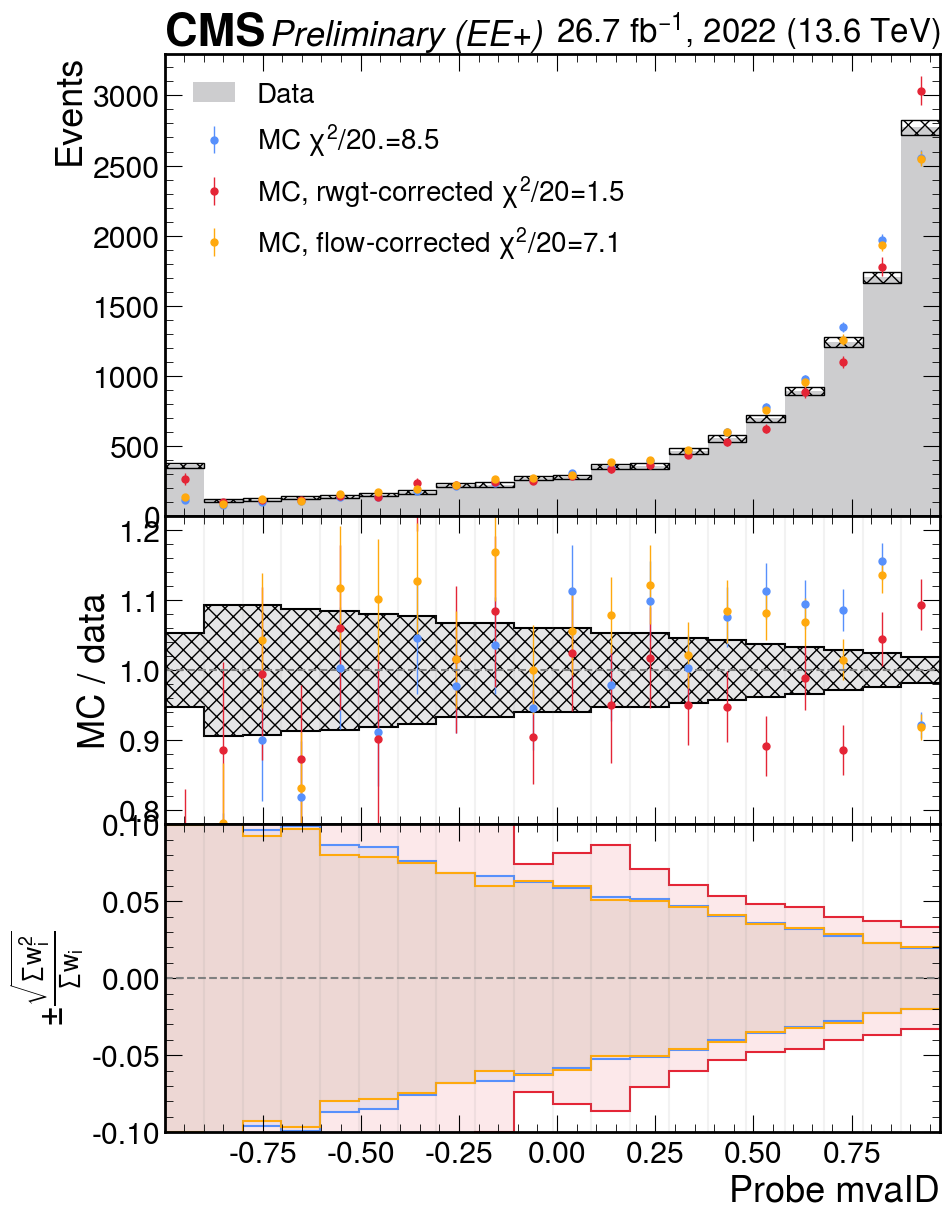 CMS Preliminary (EE+) 26.7 fb⁻¹, 2022 (13.6 TeV)
Events
3000
2500
2000
1500
1000
500
0
Data
MC χ²/20.=8.5
MC, rwgt-corrected χ²/20=1.5
MC, flow-corrected χ²/20=7.1
MC / data
1.2
1.1
1.0
0.9
0.8
±√Σwᵢ² / Σwᵢ
0.10
0.05
0.00
-0.05
-0.10
-0.75 -0.50 -0.25 0.00 0.25 0.50 0.75
Probe mvaID